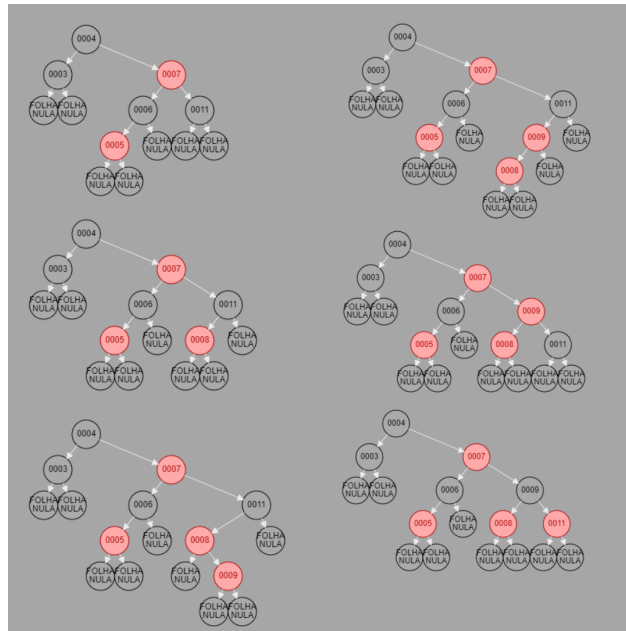 0004
0003 0007
FOLHA FOLHA 0006 0011
NULA NULA
0005 FOLHA FOLHA FOLHA
NULA NULA NULA
FOLHA FOLHA
NULA NULA
0004
0003 0007
FOLHA FOLHA 0006 0011
NULA NULA
0005 FOLHA 0008 FOLHA
NULA NULA
FOLHA FOLHA FOLHA FOLHA
NULA NULA NULA NULA
0004
0003 0007
FOLHA FOLHA 0006 0011
NULA NULA
0005 FOLHA 0008 FOLHA
NULA NULA
FOLHA FOLHA FOLHA 0009
NULA NULA NULA
FOLHA FOLHA
NULA NULA
0004
0003 0007
FOLHA FOLHA 0006 0011
NULA NULA
0005 FOLHA 0009 FOLHA
NULA NULA
FOLHA FOLHA 0008 FOLHA
NULA NULA NULA
FOLHA FOLHA
NULA NULA
0004
0003 0007
FOLHA FOLHA 0006 0009
NULA NULA
0005 FOLHA 0008 0011
NULA
FOLHA FOLHA FOLHA FOLHA FOLHA FOLHA
NULA NULA NULA NULA NULA NULA
0004
0003 0007
FOLHA FOLHA 0006 0009
NULA NULA
0005 FOLHA 0008 0011
NULA
FOLHA FOLHA FOLHA FOLHA FOLHA FOLHA
NULA NULA NULA NULA NULA NULA